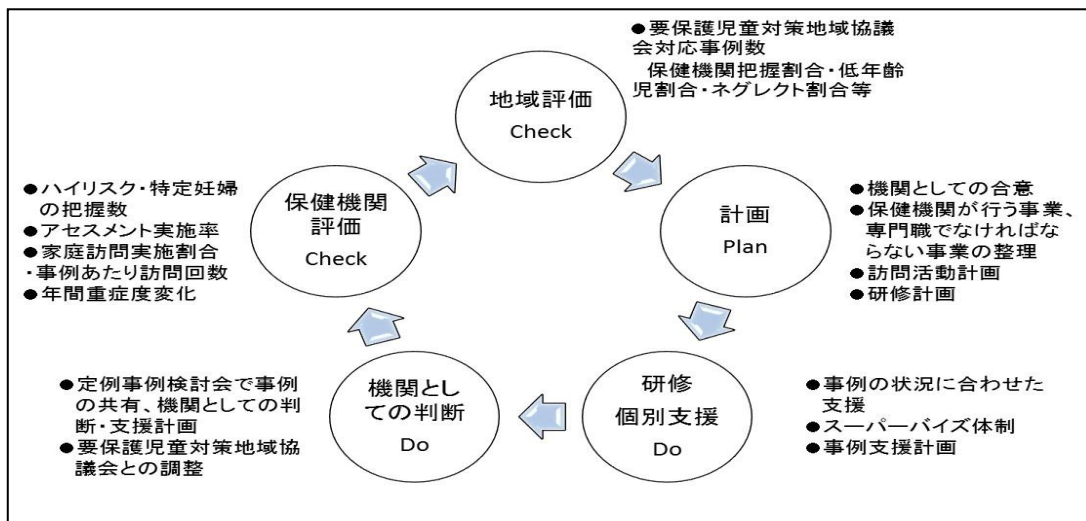 ●要保護児童対策地域協議
会対応事例数
保健機関把握割合・低年齢
児割合・ネグレクト割合等
地域評価
Check
計画
Plan
●機関としての合意
●保健機関が行う事業、
専門職でなければな
らない事業の整理
●訪問活動計画
●研修計画
研修
個別支援
Do
●事例の状況に合わせた
支援
●スーパーバイズ体制
●事例支援計画
機関とし
ての判断
Do
●定例事例検討会で事例
の共有、機関としての判
断・支援計画
●要保護児童対策地域協
議会との調整
保健機関
評価
Check
●ハイリスク・特定妊婦
の把握数
●アセスメント実施率
●家庭訪問実施割合
・事例あたり訪問回数
●年間重症度変化